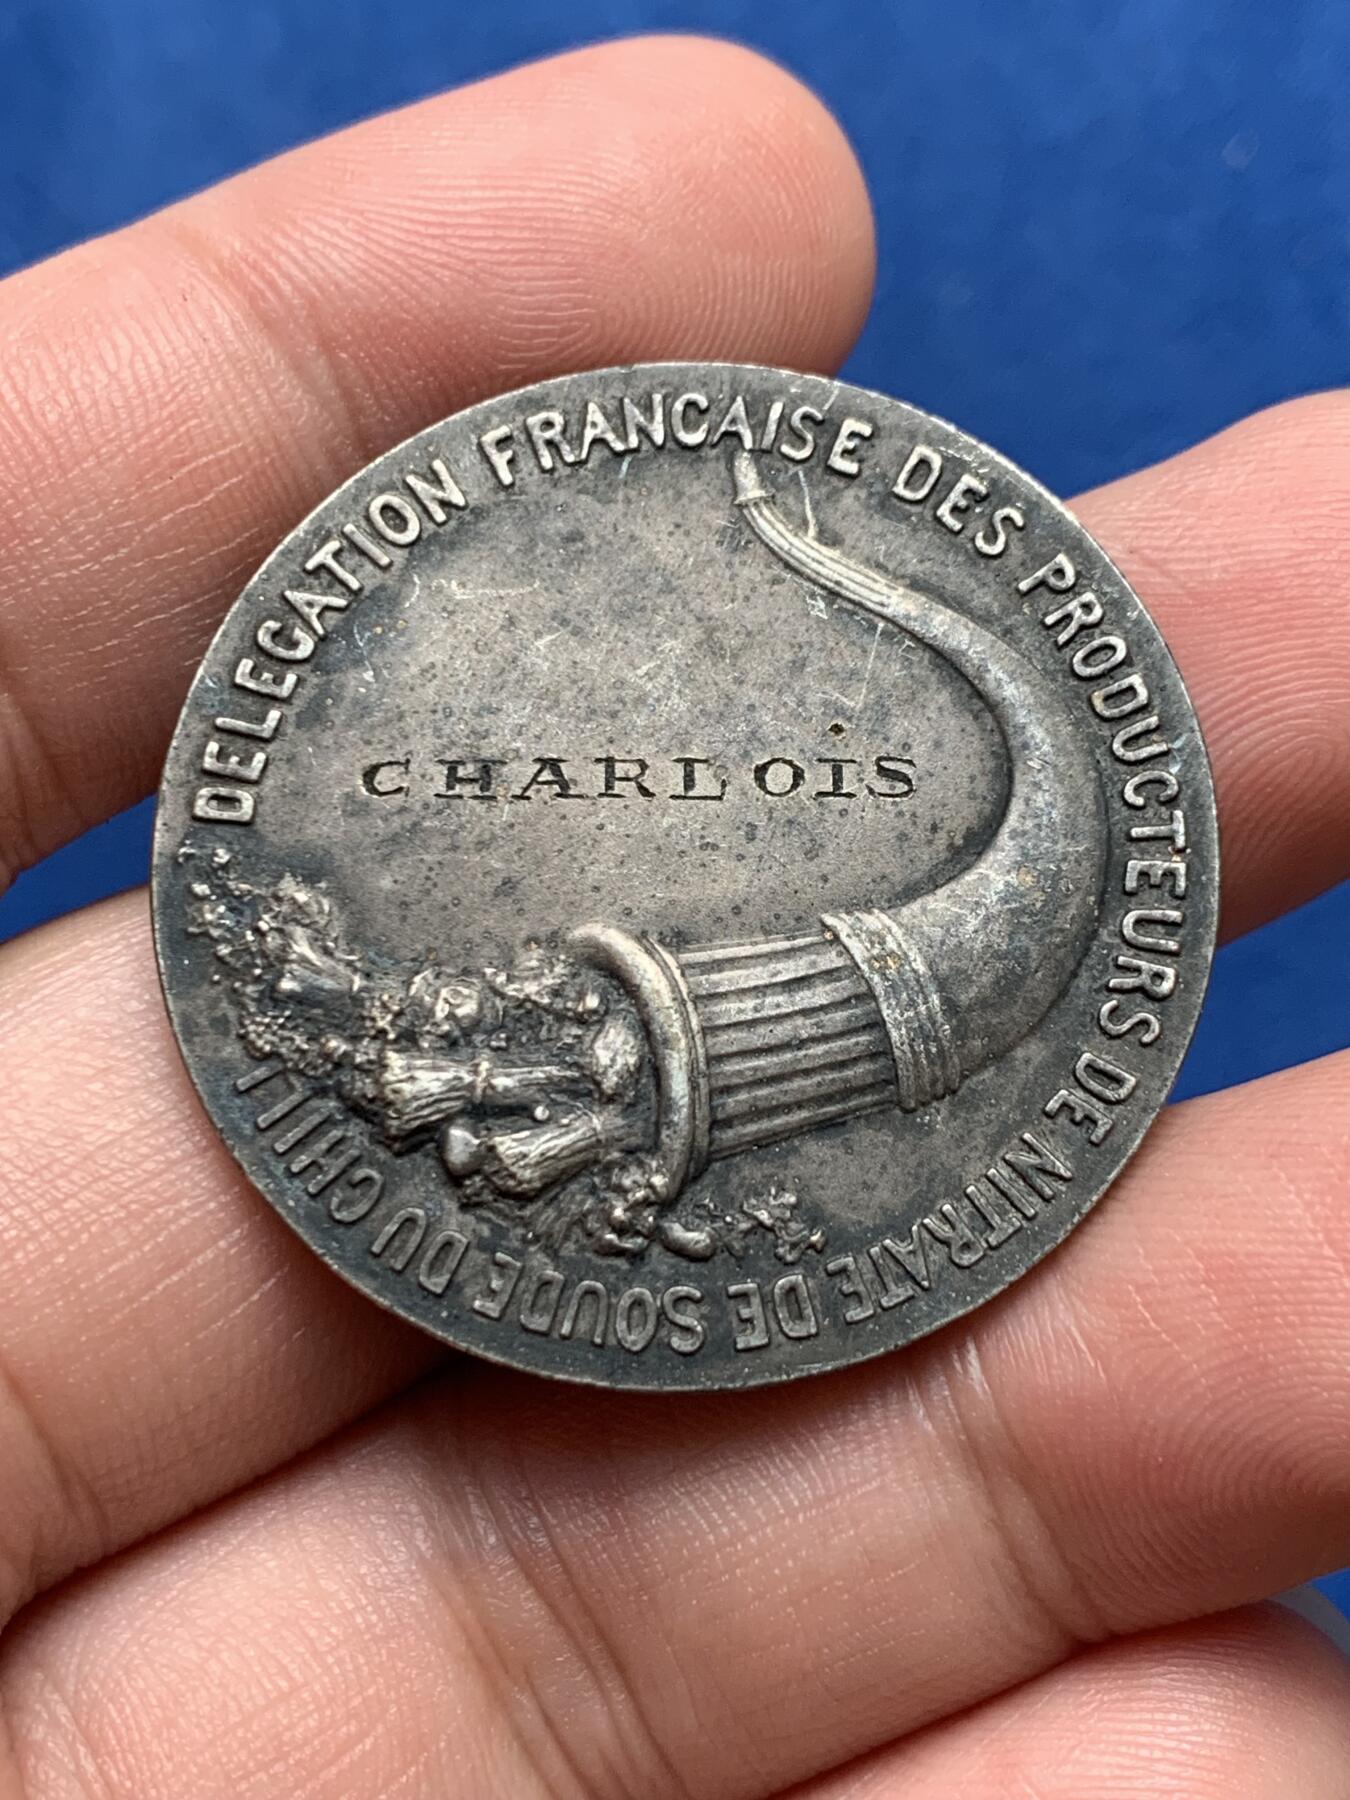 DELEGATION FRANCAISE DES PRODUCTEURS DE NITRATE DE SOUDE DU CHILI
CHARLOIS